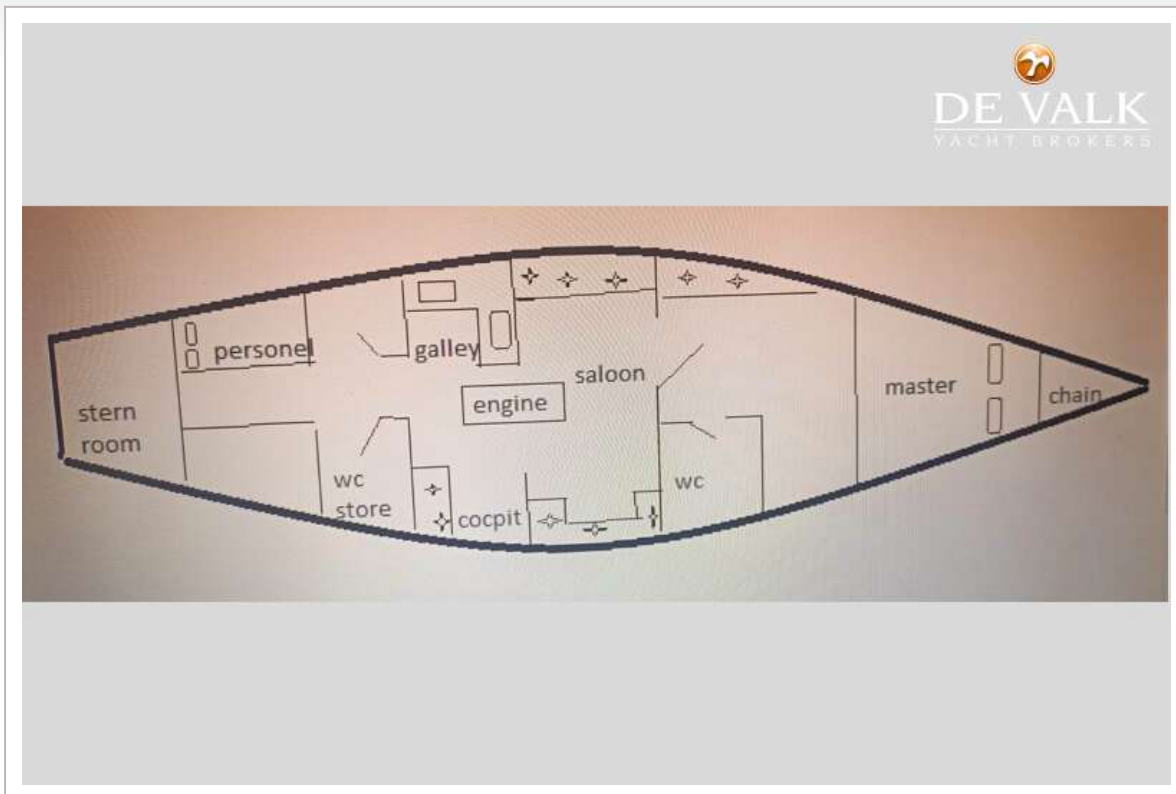 DE VALK
YACHT BROKERS
stern
room
personel
galley
engine
saloon
wc
store
cocpit
wc
master
chain